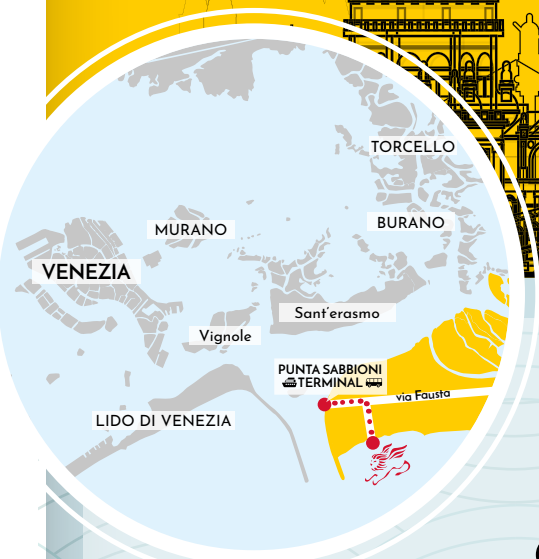 TORCELLO
BURANO
MURANO
VENEZIA
Sant'erasmo
Vignole
PUNTA SABBIONI
TERMINAL
via Fausta
LIDO DI VENEZIA